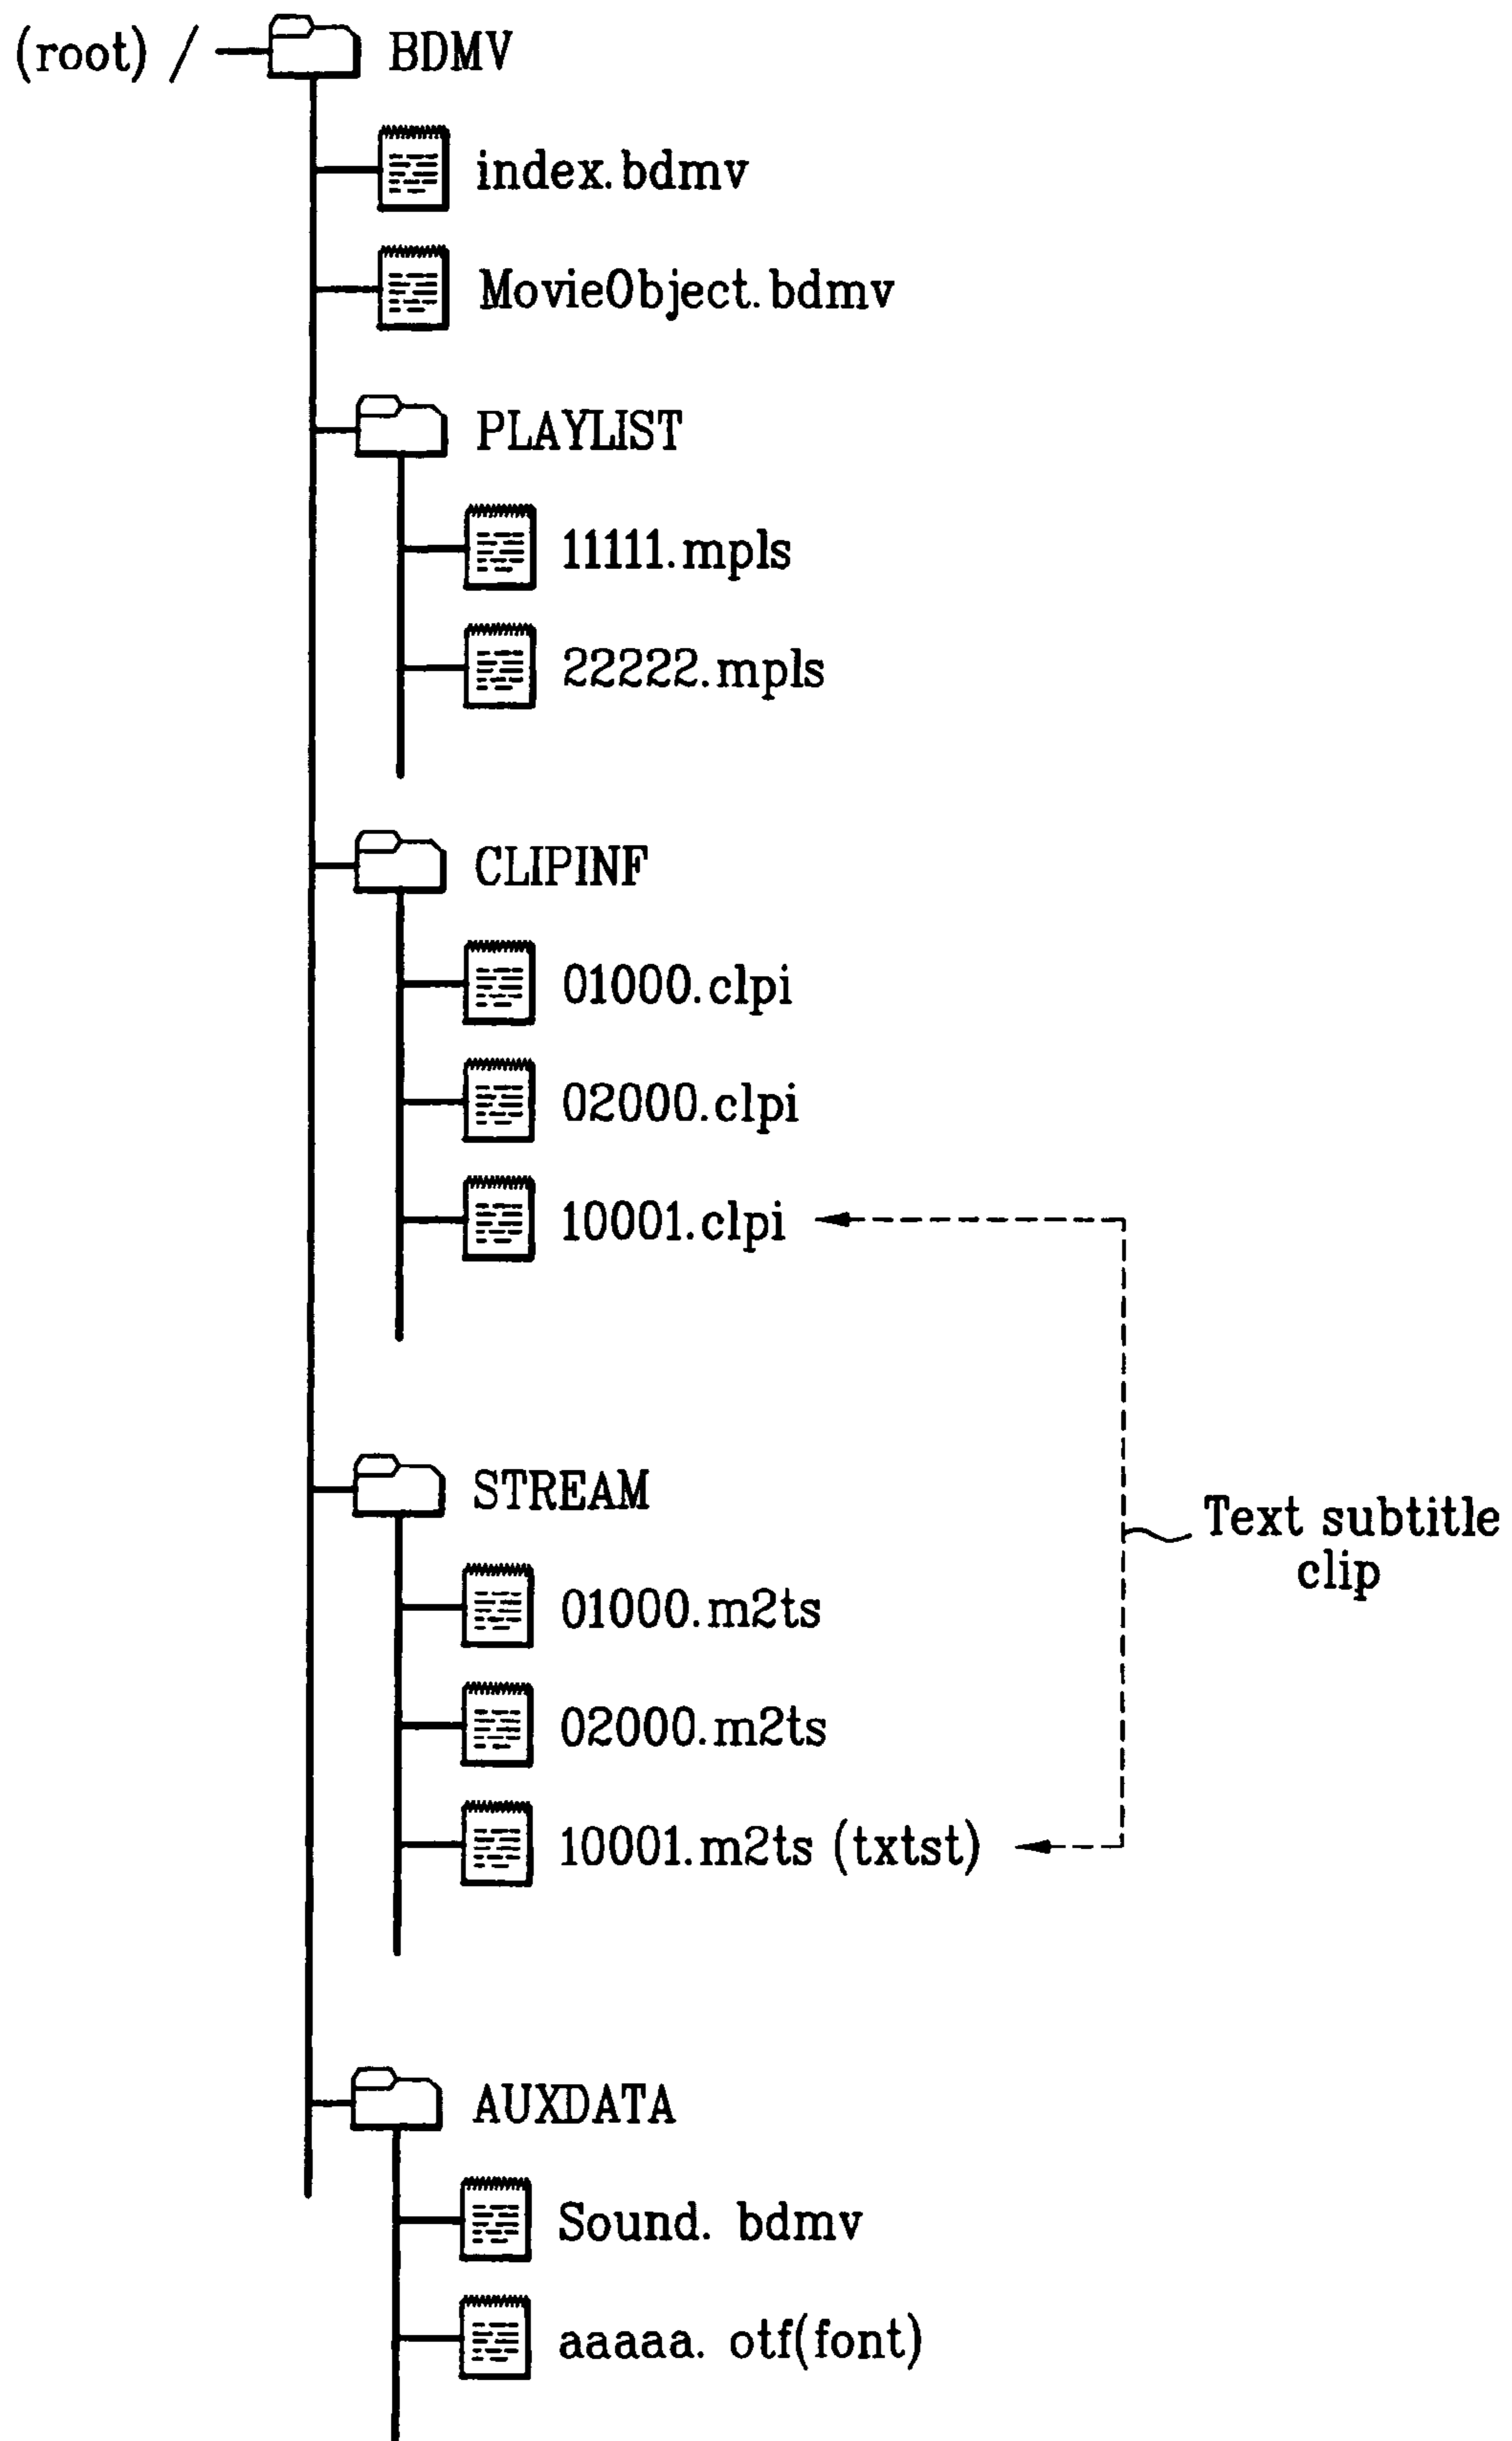 (root) / BDMV
index.bdmv
MovieObject.bdmv
PLAYLIST
11111.mpls
22222.mpls
CLIPINF
01000.clpi
02000.clpi
10001.clpi
STREAM
Text subtitle
clip
01000.m2ts
02000.m2ts
10001.m2ts (txtst)
AUXDATA
Sound. bdmv
aaaaa. otf(font)